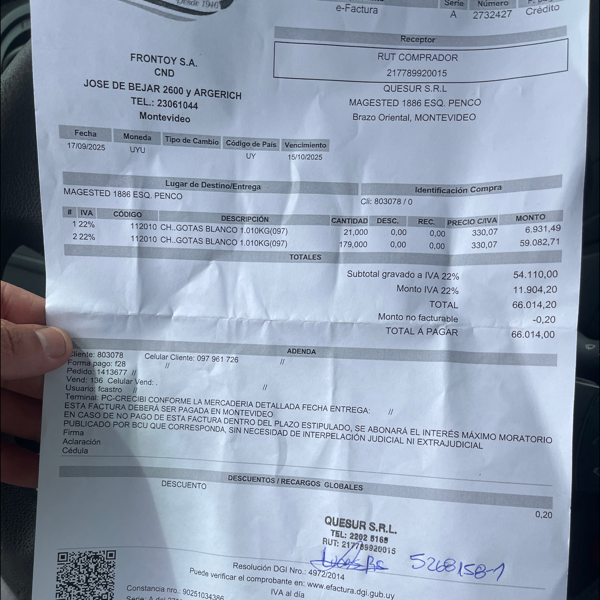 Desde 1946
e-Factura
Serie Número
A 2732427 Crédito
FRONTOY S.A.
CND
JOSE DE BEJAR 2600 y ARGERICH
TEL.: 23061044
Montevideo
Receptor
RUT COMPRADOR
217789920015
QUESUR S.R.L
MAGESTED 1886 ESQ. PENCO
Brazo Oriental, MONTEVIDEO
Fecha Moneda Tipo de Cambio Código de País Vencimiento
17/09/2025 UYU UY 15/10/2025
Lugar de Destino/Entrega Identificación Compra
MAGESTED 1886 ESQ. PENCO Cli: 803078 / 0
# IVA CÓDIGO DESCRIPCIÓN CANTIDAD DESC. REC. PRECIO C/IVA MONTO
1 22% 112010 CH..GOTAS BLANCO 1.010KG(097) 21,000 0,00 0,00 330,07 6.931,49
2 22% 112010 CH..GOTAS BLANCO 1.010KG(097) 179,000 0,00 0,00 330,07 59.082,71
TOTALES
Subtotal gravado a IVA 22% 54.110,00
Monto IVA 22% 11.904,20
TOTAL 66.014,20
Monto no facturable -0,20
TOTAL A PAGAR 66.014,00
ADENDA
Cliente: 803078 Celular Cliente: 097 961 726 //
Forma pago: f28 //
Pedido: 1413677 //
Vend: 136 Celular Vend: . //
Usuario: fcastro //
Terminal: PC-CRECIBI CONFORME LA MERCADERIA DETALLADA FECHA ENTREGA: //
ESTA FACTURA DEBERÁ SER PAGADA EN MONTEVIDEO
EN CASO DE NO PAGO DE ESTA FACTURA DENTRO DEL PLAZO ESTIPULADO, SE ABONARÁ EL INTERÉS MÁXIMO MORATORIO
PUBLICADO POR BCU QUE CORRESPONDA, SIN NECESIDAD DE INTERPELACIÓN JUDICIAL NI EXTRAJUDICIAL
Firma
Aclaración
Cédula
DESCUENTOS / RECARGOS GLOBALES
DESCUENTO 0,20
QUESUR S.R.L.
TEL: 2202 5168
RUT: 217789920015
5268158-1
Resolución DGI Nro.: 4972/2014
Puede verificar el comprobante en: www.efactura.dgi.gub.uy
IVA al día
Constancia nro. 90251034386